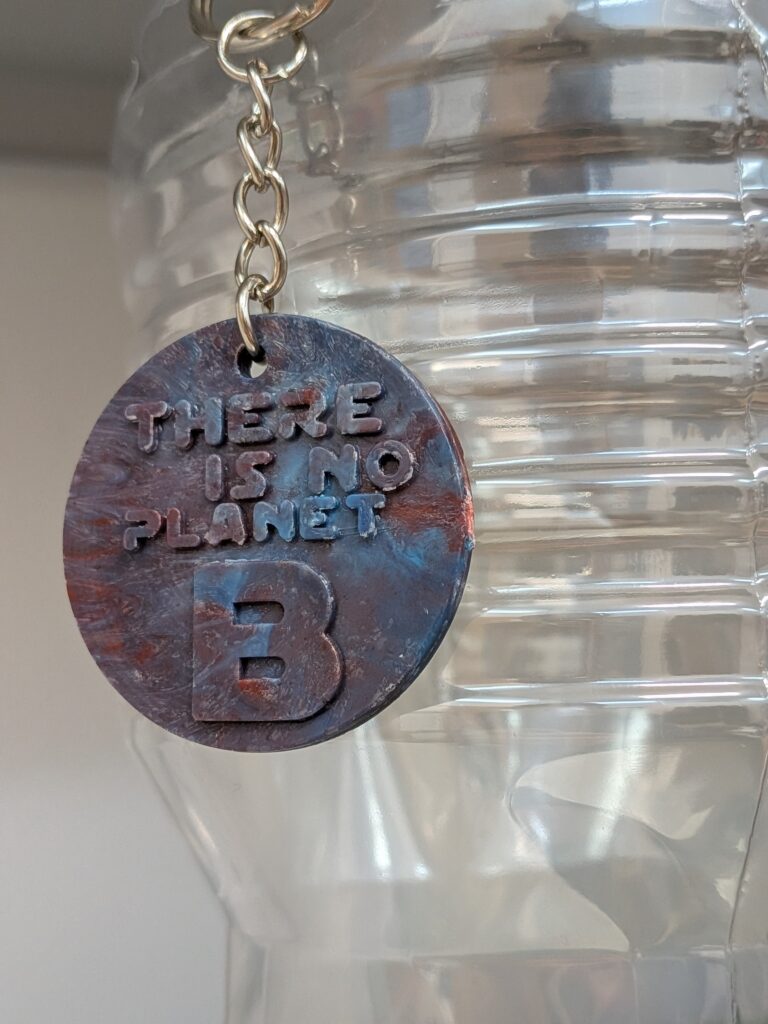 THERE
IS NO
PLANET
B